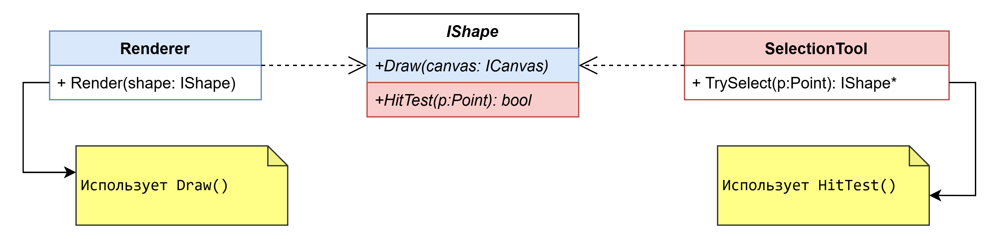 Renderer
+ Render(shape: IShape)
IShape
+Draw(canvas: ICanvas)
+HitTest(p:Point): bool
SelectionTool
+ TrySelect(p:Point): IShape*
Использует Draw()
Использует HitTest()